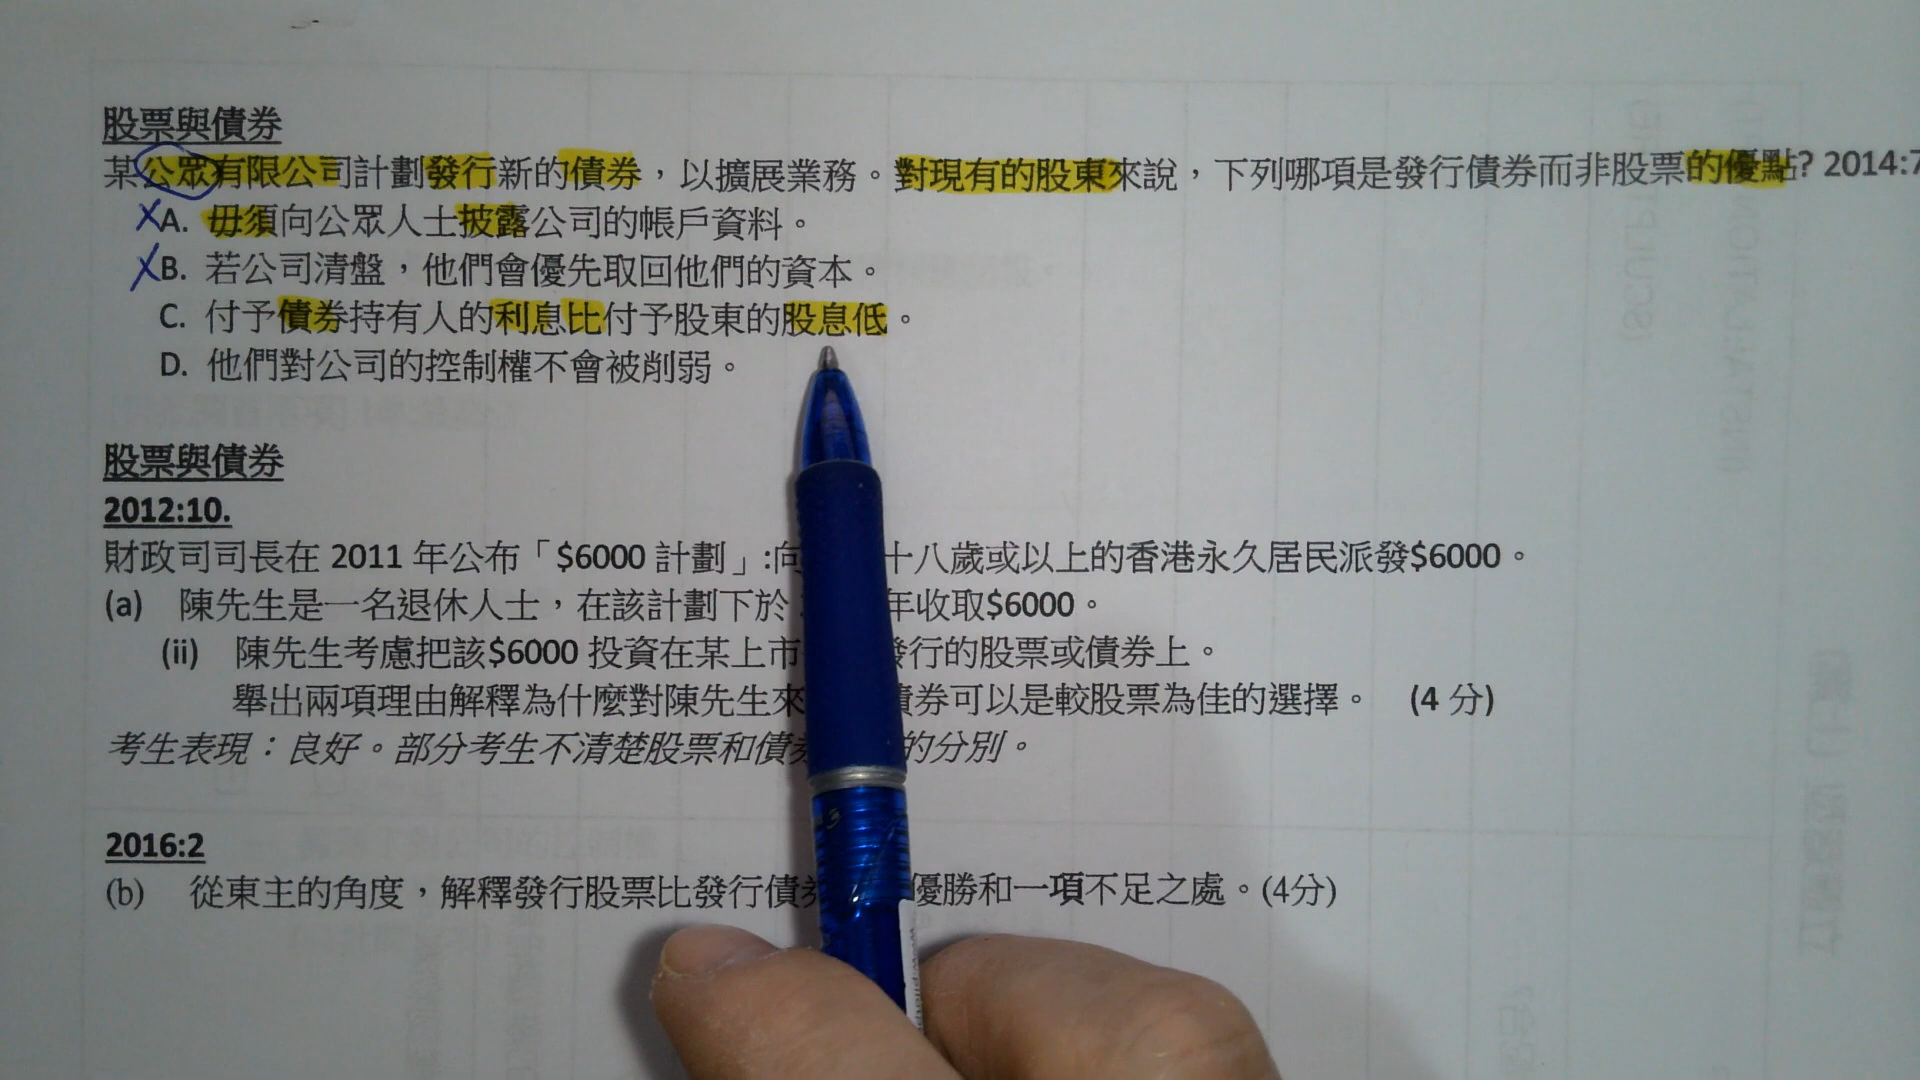 股票與債券
某公眾有限公司計劃發行新的債券，以擴展業務。對現有的股東來說，下列哪項是發行債券而非股票的優點? 2014:7
XA. 毋須向公眾人士披露公司的帳戶資料。
XB. 若公司清盤，他們會優先取回他們的資本。
C. 付予債券持有人的利息比付予股東的股息低。
D. 他們對公司的控制權不會被削弱。
股票與債券
2012:10.
財政司司長在 2011 年公布「$6000 計劃」:向 十八歲或以上的香港永久居民派發$6000。
(a) 陳先生是一名退休人士，在該計劃下於 年收取$6000。
(ii) 陳先生考慮把該$6000 投資在某上市 發行的股票或債券上。
舉出兩項理由解釋為什麼對陳先生來 債券可以是較股票為佳的選擇。 (4 分)
考生表現：良好。部分考生不清楚股票和債券 的分別。
2016:2
(b) 從東主的角度，解釋發行股票比發行債券 優勝和一項不足之處。(4分)